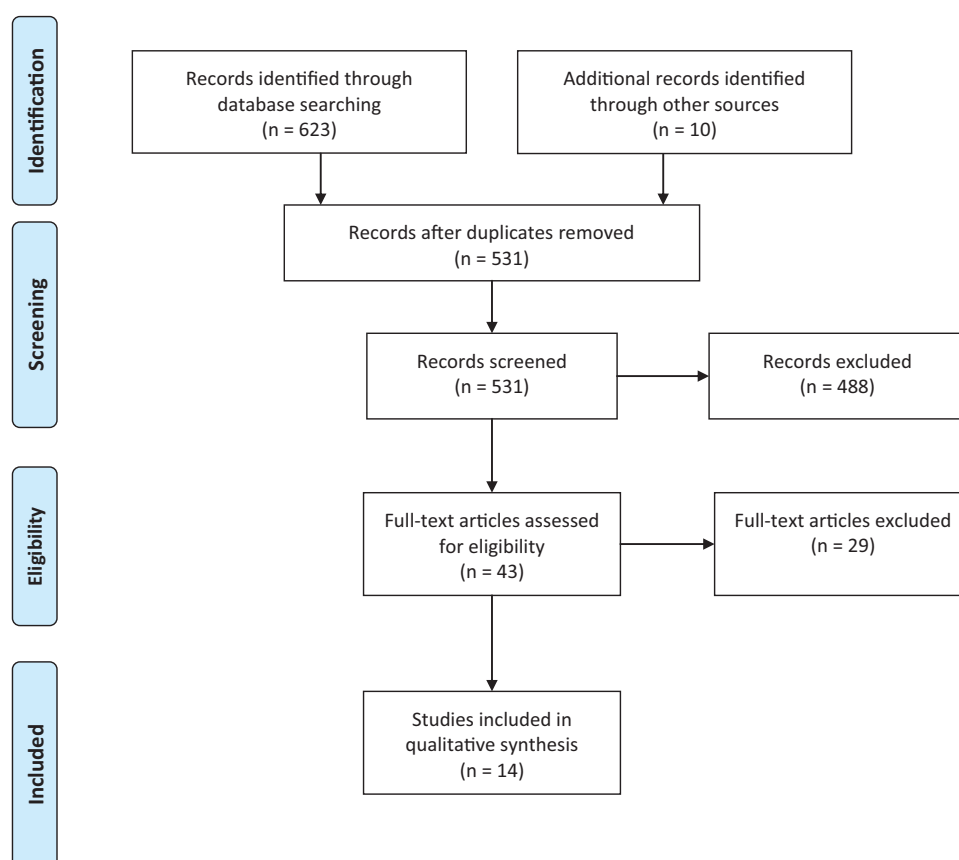 Identification
Records identified through
database searching
(n = 623)
Additional records identified
through other sources
(n = 10)
Screening
Records after duplicates removed
(n = 531)
Records screened
(n = 531)
Records excluded
(n = 488)
Eligibility
Full-text articles assessed
for eligibility
(n = 43)
Full-text articles excluded
(n = 29)
Included
Studies included in
qualitative synthesis
(n = 14)